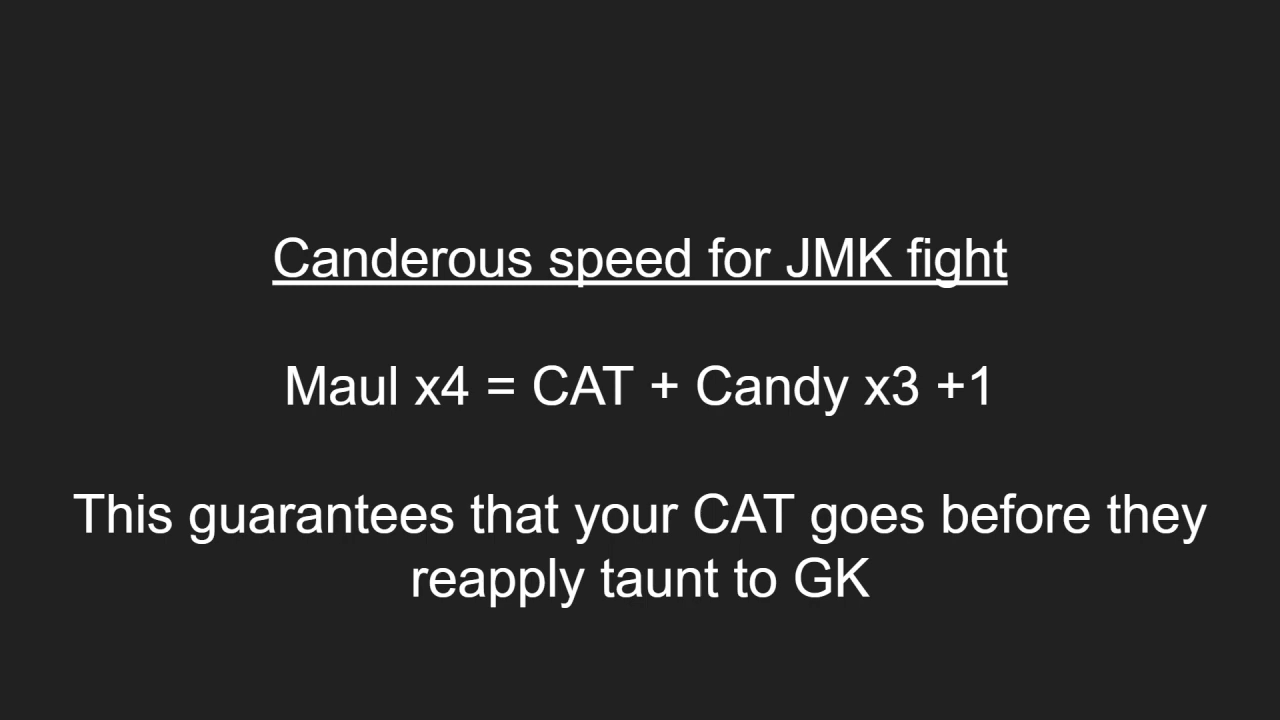 Canderous speed for JMK fight
Maul x4 = CAT + Candy x3 +1
This guarantees that your CAT goes before they
reapply taunt to GK